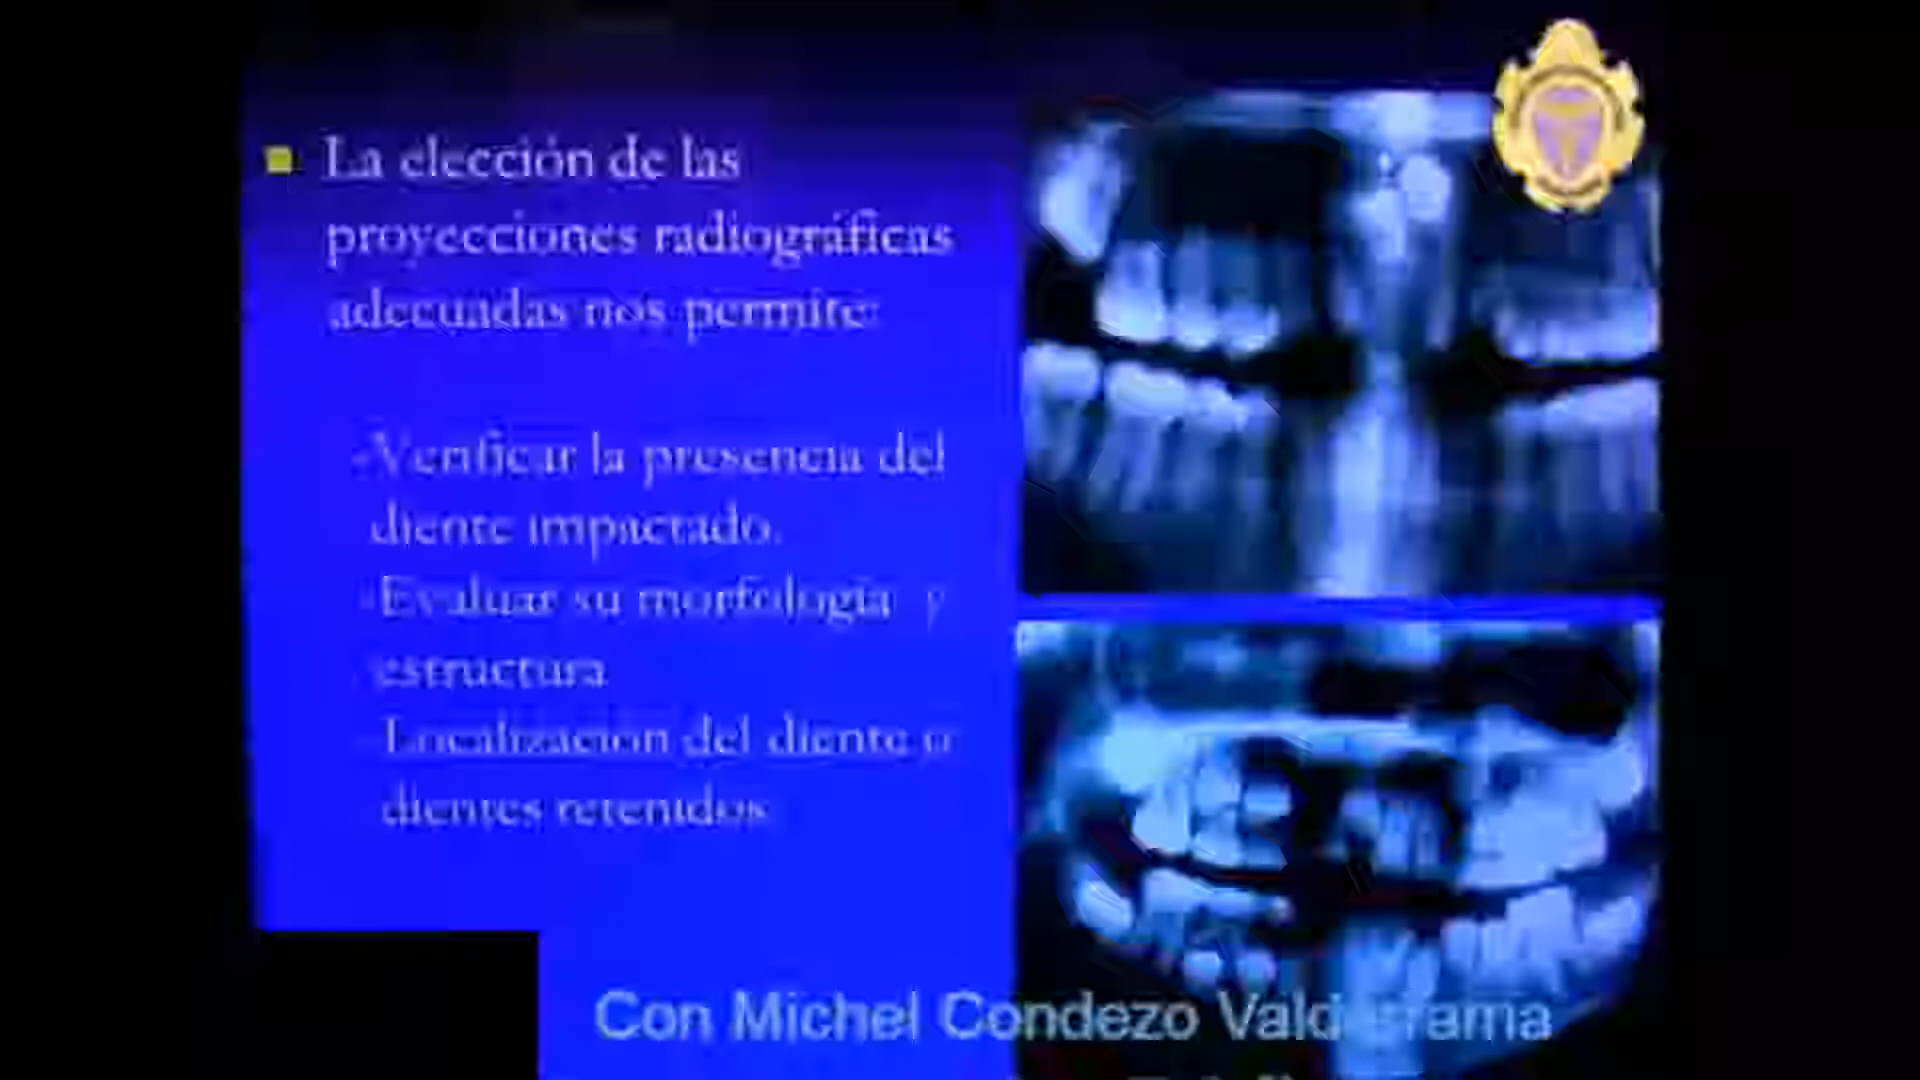 La elección de las
proyecciones radiográficas
adecuadas nos permite:
-Verificar la presencia del
diente impactado.
-Evaluar su morfología y
estructura
-Localización del diente o
dientes retenidos
Con Michel Condezo Valderrama